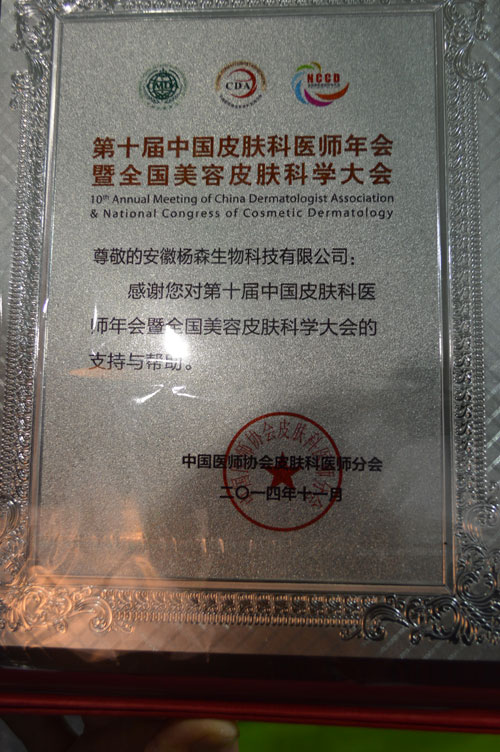 CDA
NCCD
第十届中国皮肤科医师年会
暨全国美容皮肤科学大会
10th Annual Meeting of China Dermatologist Association
& National Congress of Cosmetic Dermatology
尊敬的安徽杨森生物科技有限公司：
感谢您对第十届中国皮肤科医
师年会暨全国美容皮肤科学大会的
支持与帮助。
中国医师协会皮肤科医师分会
二〇一四年十一月